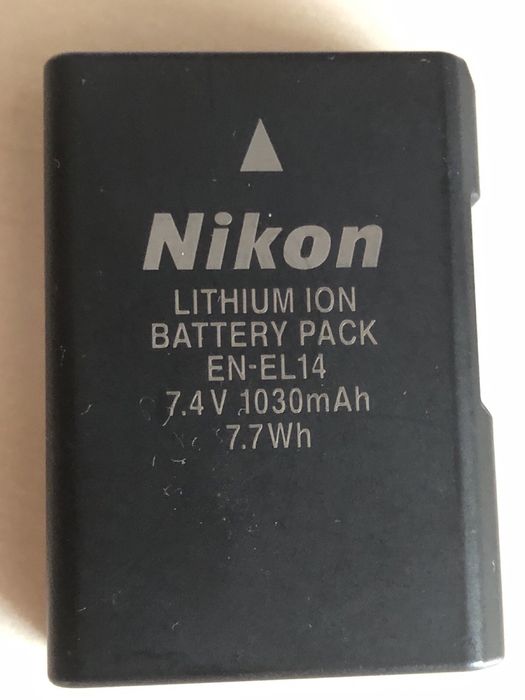 Nikon
LITHIUM ION
BATTERY PACK
EN-EL14
7.4V 1030mAh
7.7Wh